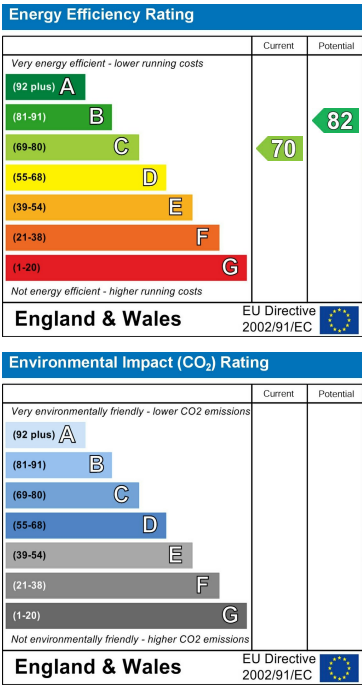 Energy Efficiency Rating
Current Potential
Very energy efficient - lower running costs
(92 plus) A
(81-91) B
(69-80) C
(55-68) D
(39-54) E
(21-38) F
(1-20) G
70
82
Not energy efficient - higher running costs
England & Wales
EU Directive
2002/91/EC
Environmental Impact (CO₂) Rating
Current Potential
Very environmentally friendly - lower CO2 emissions
(92 plus) A
(81-91) B
(69-80) C
(55-68) D
(39-54) E
(21-38) F
(1-20) G
Not environmentally friendly - higher CO2 emissions
England & Wales
EU Directive
2002/91/EC